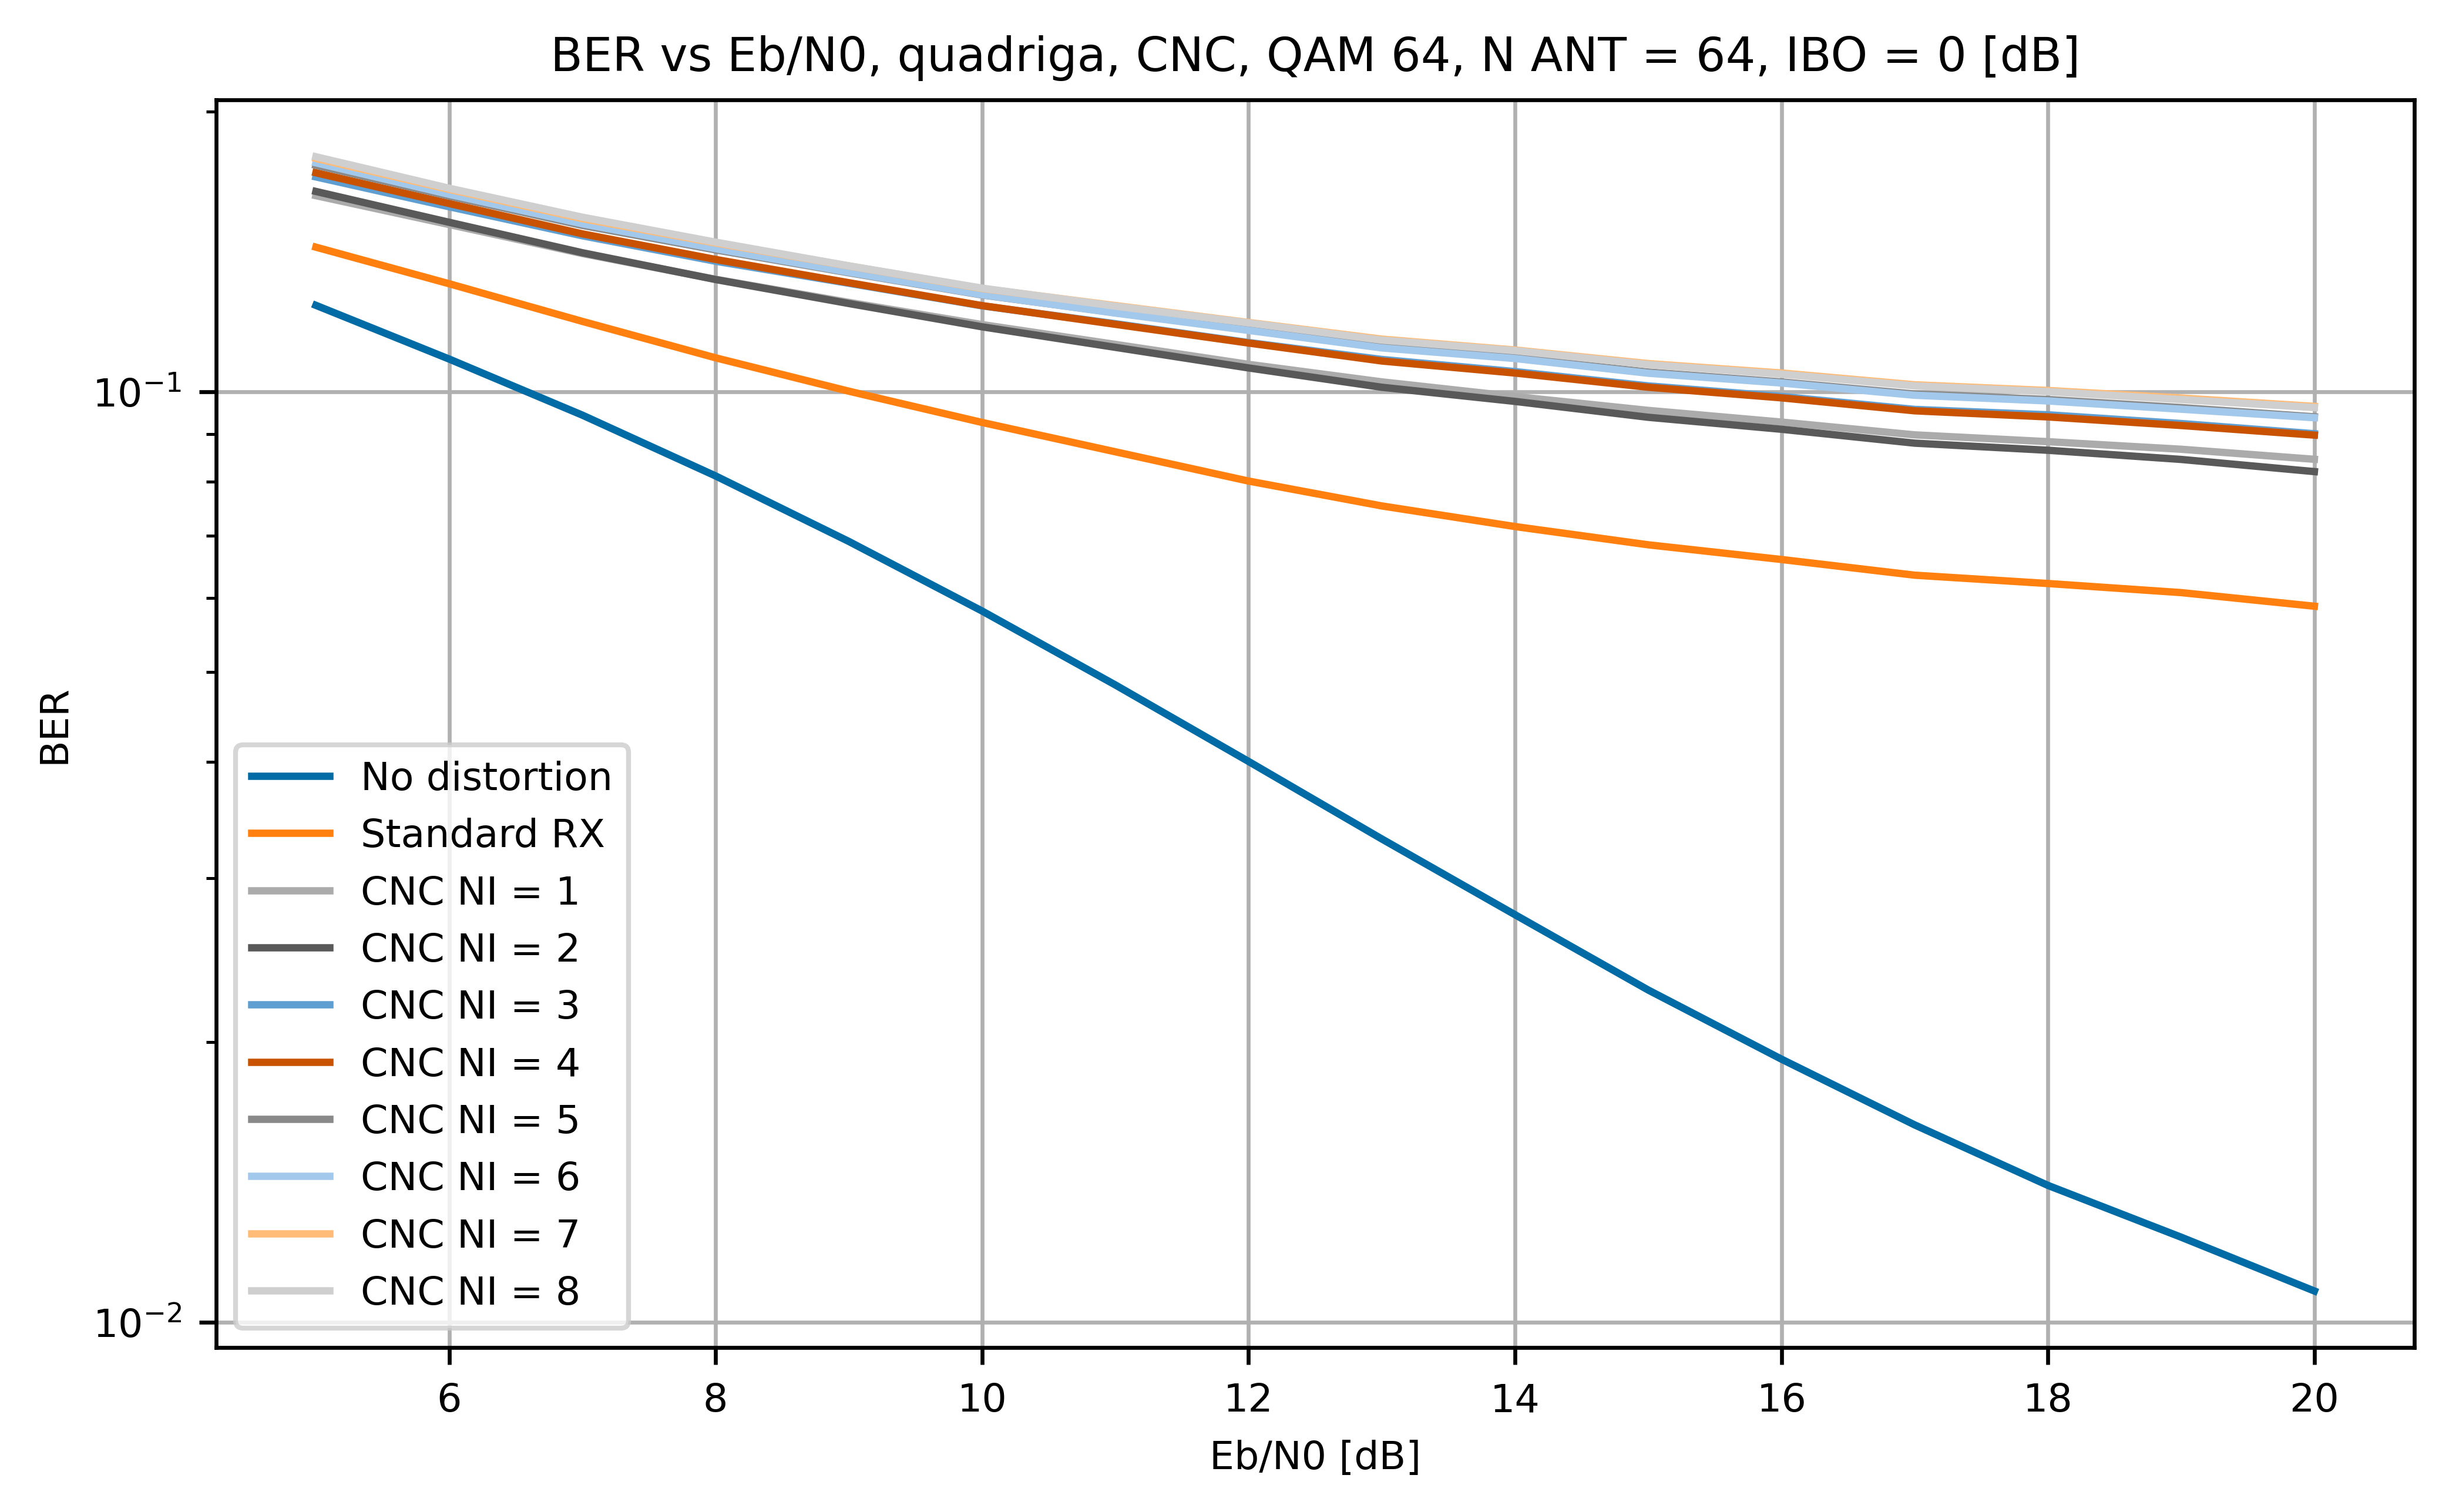 BER vs Eb/N0, quadriga, CNC, QAM 64, N ANT = 64, IBO = 0 [dB]
10⁻¹
10⁻²
BER
No distortion
Standard RX
CNC NI = 1
CNC NI = 2
CNC NI = 3
CNC NI = 4
CNC NI = 5
CNC NI = 6
CNC NI = 7
CNC NI = 8
6 8 10 12 14 16 18 20
Eb/N0 [dB]